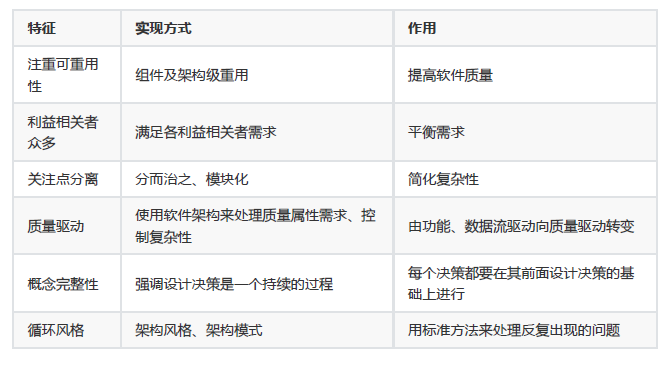 特征 实现方式 作用
注重可重用
性 组件及架构级重用 提高软件质量
利益相关者
众多 满足各利益相关者需求 平衡需求
关注点分离 分而治之、模块化 简化复杂性
质量驱动 使用软件架构来处理质量属性需求、控
制复杂性 由功能、数据流驱动向质量驱动转变
概念完整性 强调设计决策是一个持续的过程 每个决策都要在其前面设计决策的基
础上进行
循环风格 架构风格、架构模式 用标准方法来处理反复出现的问题